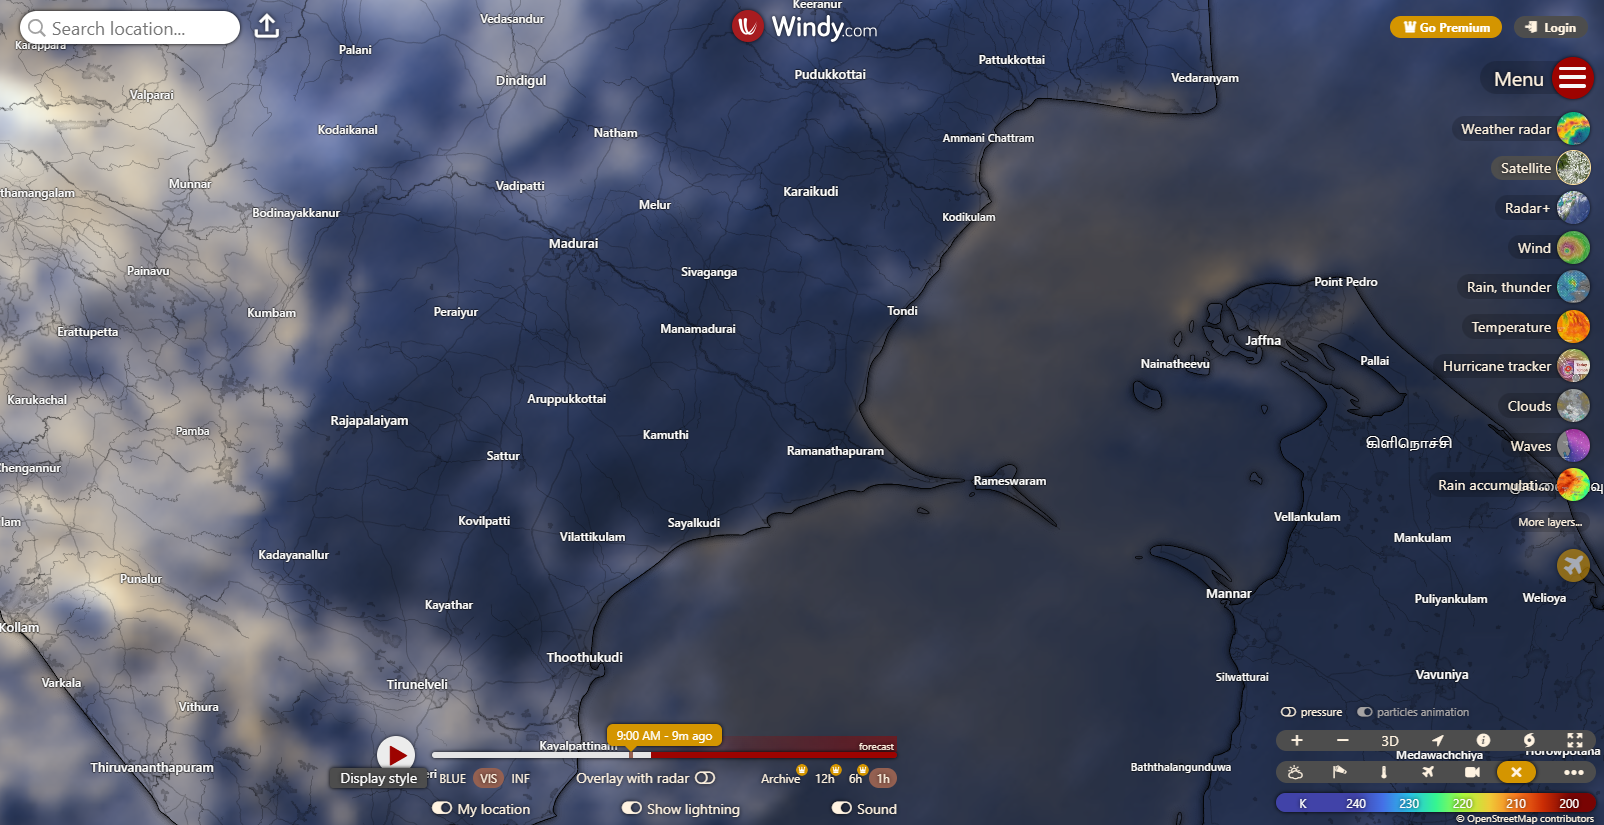 Search location...
Windy.com
Go Premium
Login
Menu
Weather radar
Satellite
Radar+
Wind
Rain, thunder
Temperature
Hurricane tracker
Clouds
Waves
Rain accumulati...
More layers...
Keeranur
Vedasandur
Karappara
Palani
Pattukkottai
Dindigul
Pudukkottai
Vedaranyam
Valparai
Kodaikanal
Natham
Ammani Chattram
Munnar
Vadipatti
Karaikudi
thamangalam
Melur
Bodinayakkanur
Kodikulam
Madurai
Painavu
Sivaganga
Point Pedro
Kumbam
Peraiyur
Tondi
Erattupetta
Manamadurai
Jaffna
Nainatheevu
Pallai
Karukachal
Aruppukkottai
Rajapalaiyam
Pamba
Kamuthi
கிளிநொச்சி
Sattur
Ramanathapuram
Chengannur
Rameswaram
Kovilpatti
Sayalkudi
Vellankulam
lam
Vilattikulam
Mankulam
Kadayanallur
Punalur
Mannar
Kayathar
Puliyankulam
Welioya
Kollam
Thoothukudi
Vavuniya
Silwatturai
Varkala
Tirunelveli
Vithura
Kayalpattinam
Thiruvananthapuram
Baththalangunduwa
Medawachchiya
Horowpotana
9:00 AM - 9m ago
forecast
Display style
eri
BLUE VIS INF
Overlay with radar
Archive 12h 6h 1h
My location
Show lightning
Sound
pressure
particles animation
+ − 3D
K 240 230 220 210 200
© OpenStreetMap contributors